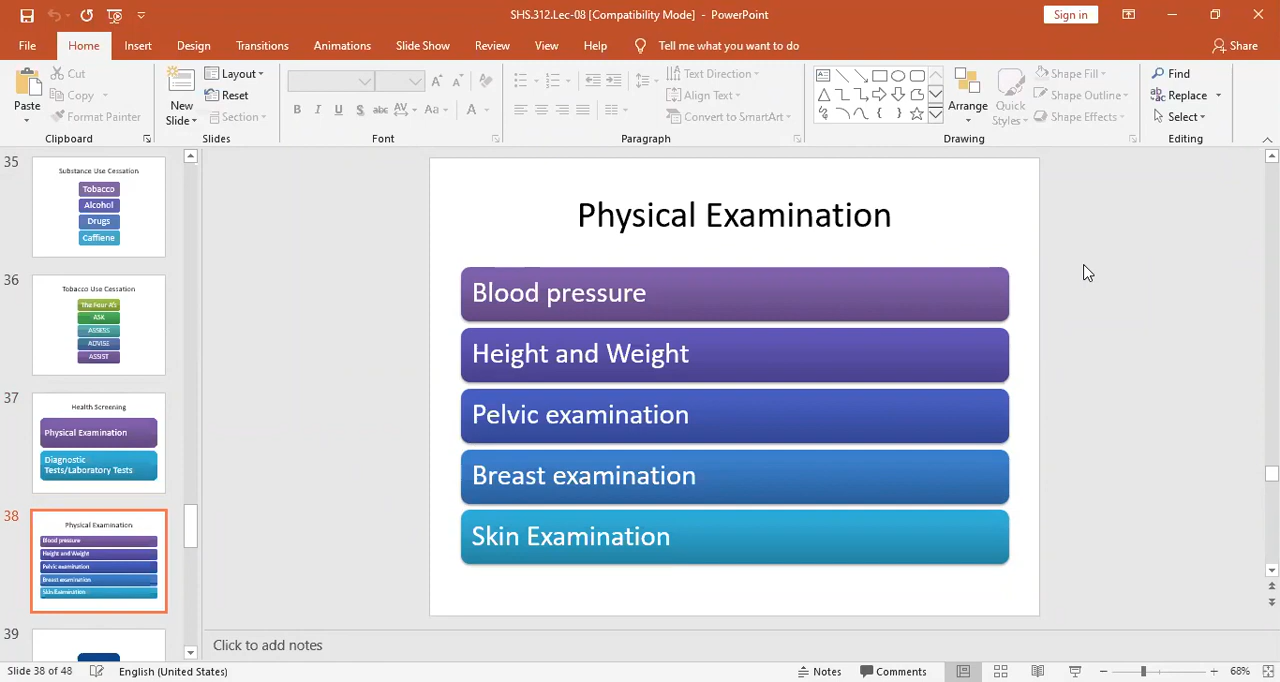 SHS.312.Lec-08 [Compatibility Mode] - PowerPoint
Sign in
File Home Insert Design Transitions Animations Slide Show Review View Help Tell me what you want to do Share
Paste
Cut
Copy
Format Painter
Clipboard
New Slide
Layout
Reset
Section
Slides
B I U S abc AV Aa A
Font
Text Direction
Align Text
Convert to SmartArt
Paragraph
Arrange
Quick Styles
Shape Fill
Shape Outline
Shape Effects
Drawing
Find
Replace
Select
Editing
35
Substance Use Cessation
Tobacco
Alcohol
Drugs
Caffiene
36
Tobacco Use Cessation
The Four A's
ASK
ASSESS
ADVISE
ASSIST
37
Health Screening
Physical Examination
Diagnostic
Tests/Laboratory Tests
38
Physical Examination
Blood pressure
Height and Weight
Pelvic examination
Breast examination
Skin Examination
39
Physical Examination
Blood pressure
Height and Weight
Pelvic examination
Breast examination
Skin Examination
Click to add notes
Slide 38 of 48 English (United States) Notes Comments 68%